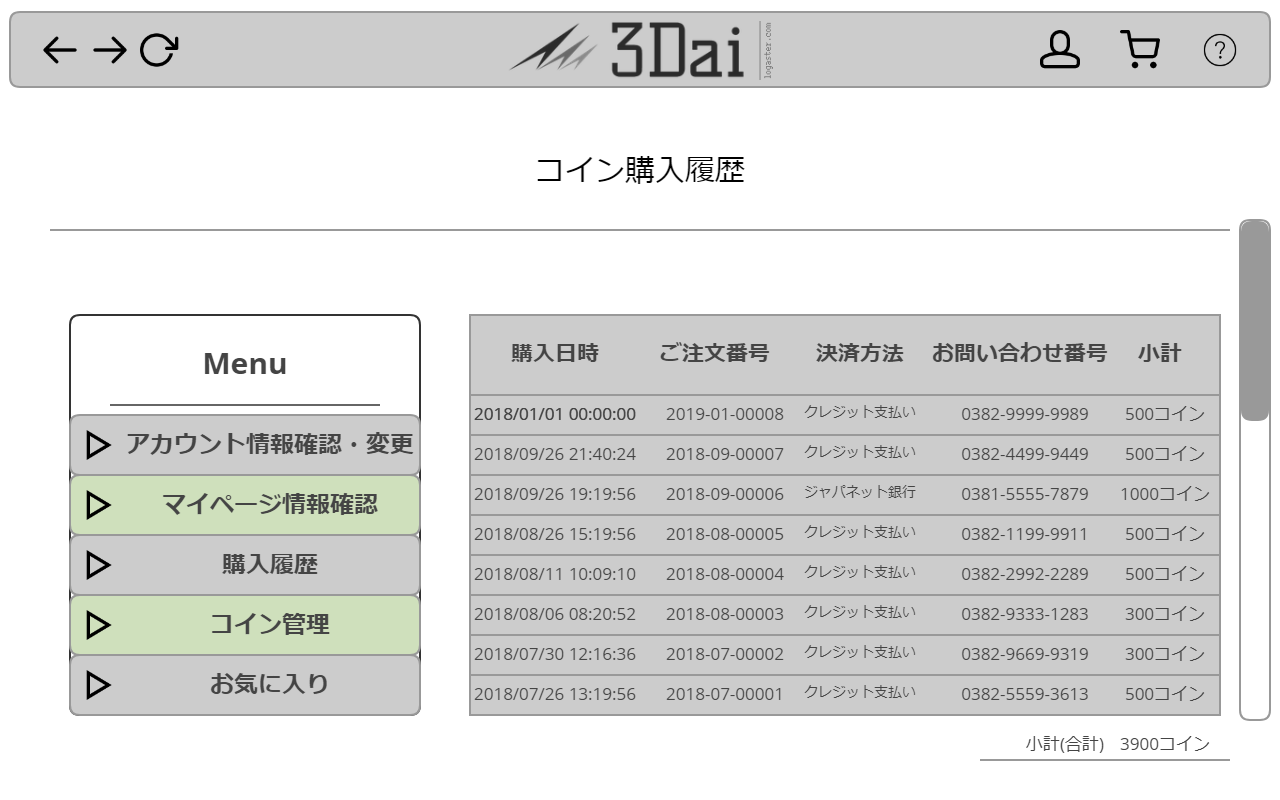 3Dai
logaster.com
?
コイン購入履歴
Menu
アカウント情報確認・変更
マイページ情報確認
購入履歴
コイン管理
お気に入り
購入日時 ご注文番号 決済方法 お問い合わせ番号 小計
2018/01/01 00:00:00 2019-01-00008 クレジット支払い 0382-9999-9989 500コイン
2018/09/26 21:40:24 2018-09-00007 クレジット支払い 0382-4499-9449 500コイン
2018/09/26 19:19:56 2018-09-00006 ジャパネット銀行 0381-5555-7879 1000コイン
2018/08/26 15:19:56 2018-08-00005 クレジット支払い 0382-1199-9911 500コイン
2018/08/11 10:09:10 2018-08-00004 クレジット支払い 0382-2992-2289 500コイン
2018/08/06 08:20:52 2018-08-00003 クレジット支払い 0382-9333-1283 300コイン
2018/07/30 12:16:36 2018-07-00002 クレジット支払い 0382-9669-9319 300コイン
2018/07/26 13:19:56 2018-07-00001 クレジット支払い 0382-5559-3613 500コイン
小計(合計) 3900コイン